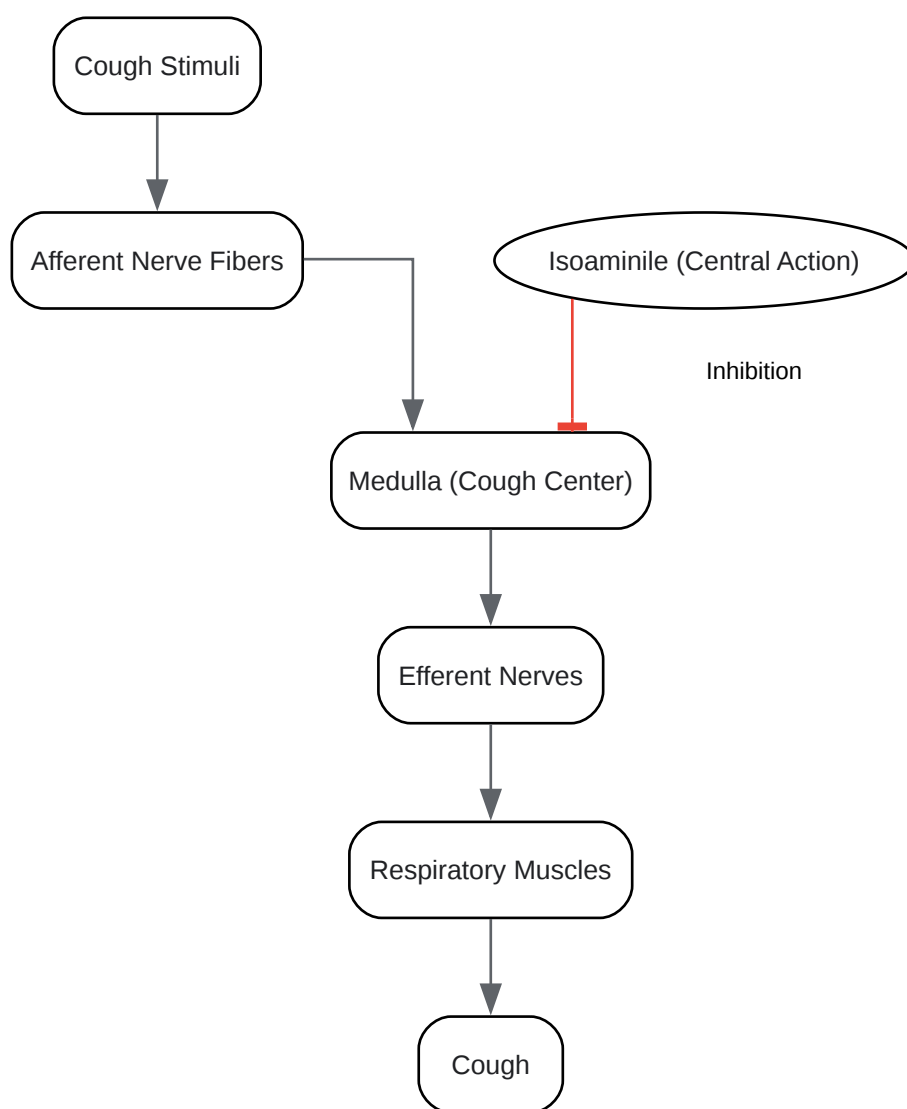 Cough Stimuli
Afferent Nerve Fibers
Isoaminile (Central Action)
Inhibition
Medulla (Cough Center)
Efferent Nerves
Respiratory Muscles
Cough